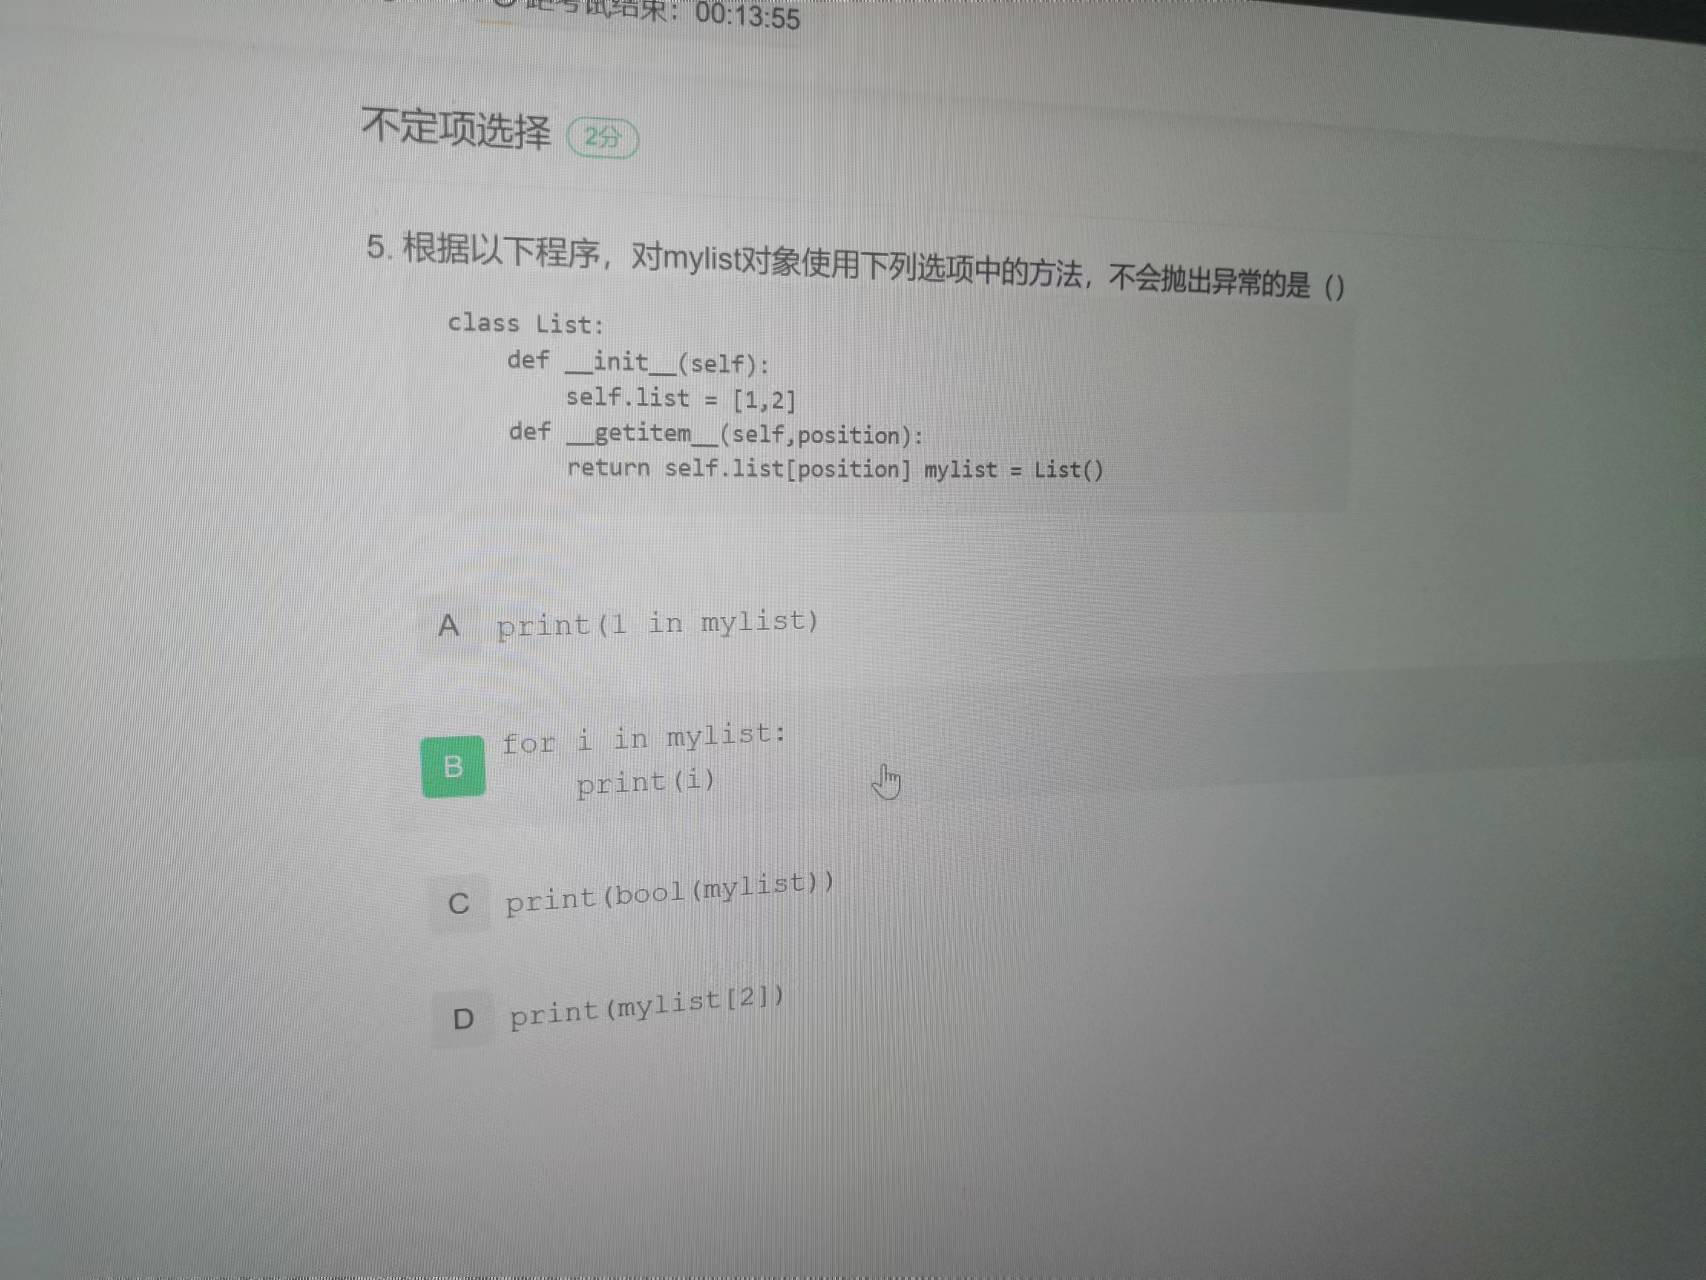 距考试结束：00:13:55
不定项选择 2分
5. 根据以下程序，对mylist对象使用下列选项中的方法，不会抛出异常的是（）
class List:
def __init__(self):
self.list = [1,2]
def __getitem__(self,position):
return self.list[position] mylist = List()
A print(1 in mylist)
B for i in mylist:
print(i)
C print(bool(mylist))
D print(mylist[2])